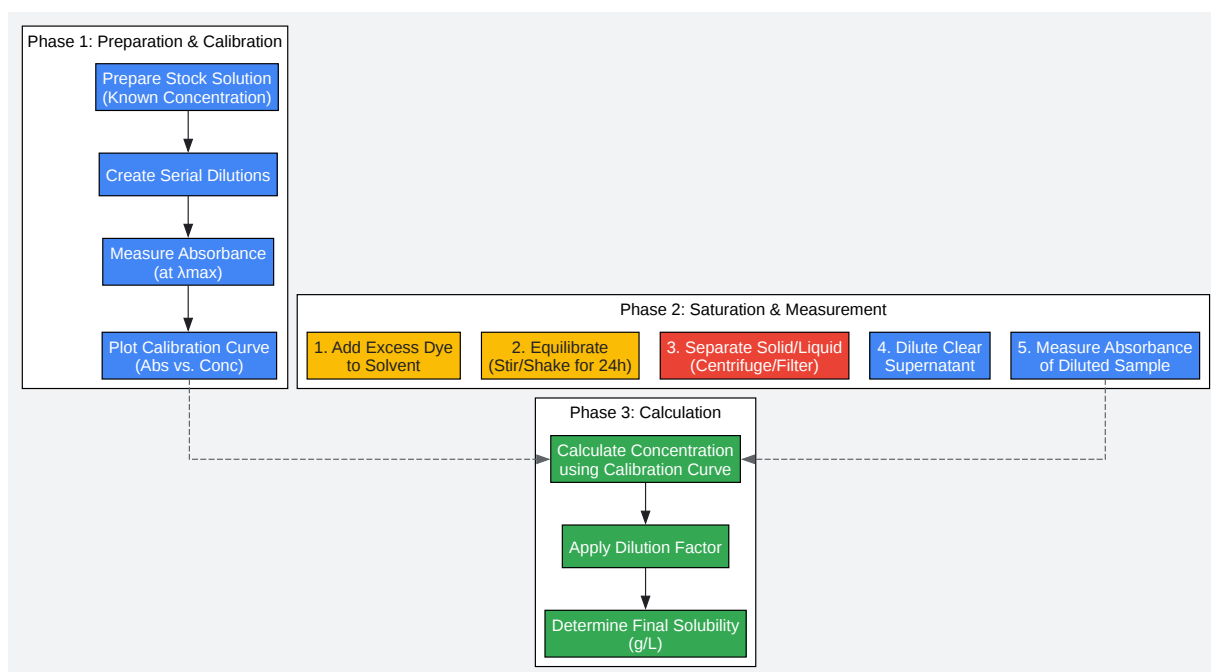 Phase 1: Preparation & Calibration
Prepare Stock Solution
(Known Concentration)
Create Serial Dilutions
Measure Absorbance
(at λmax)
Plot Calibration Curve
(Abs vs. Conc)
Phase 2: Saturation & Measurement
1. Add Excess Dye
to Solvent
2. Equilibrate
(Stir/Shake for 24h)
3. Separate Solid/Liquid
(Centrifuge/Filter)
4. Dilute Clear
Supernatant
5. Measure Absorbance
of Diluted Sample
Phase 3: Calculation
Calculate Concentration
using Calibration Curve
Apply Dilution Factor
Determine Final Solubility
(g/L)